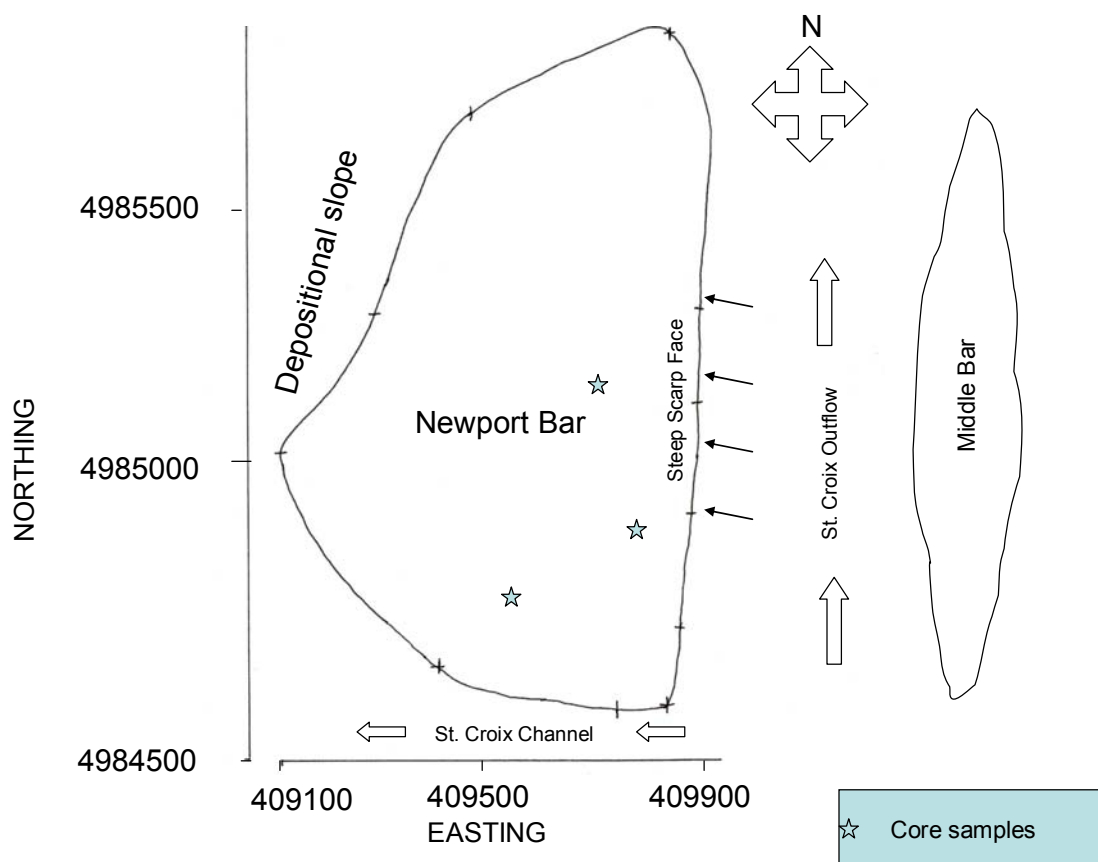 N
4985500
Depositional slope
Steep Scarp Face
NORTHING
Newport Bar
St. Croix Outflow
Middle Bar
4985000
St. Croix Channel
4984500
409100
409500
409900
EASTING
Core samples